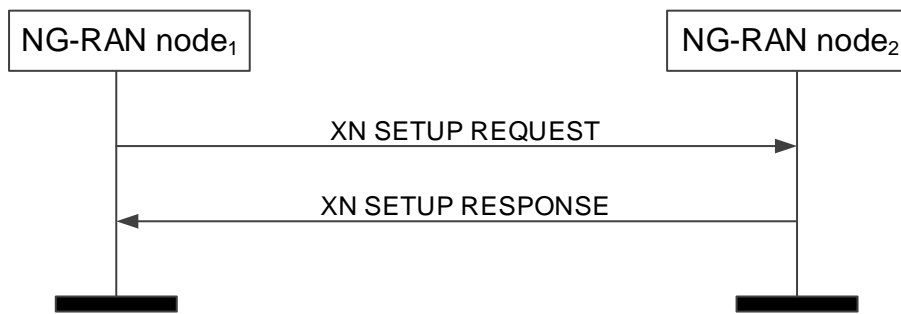 NG-RAN node₁
NG-RAN node₂
XN SETUP REQUEST
XN SETUP RESPONSE